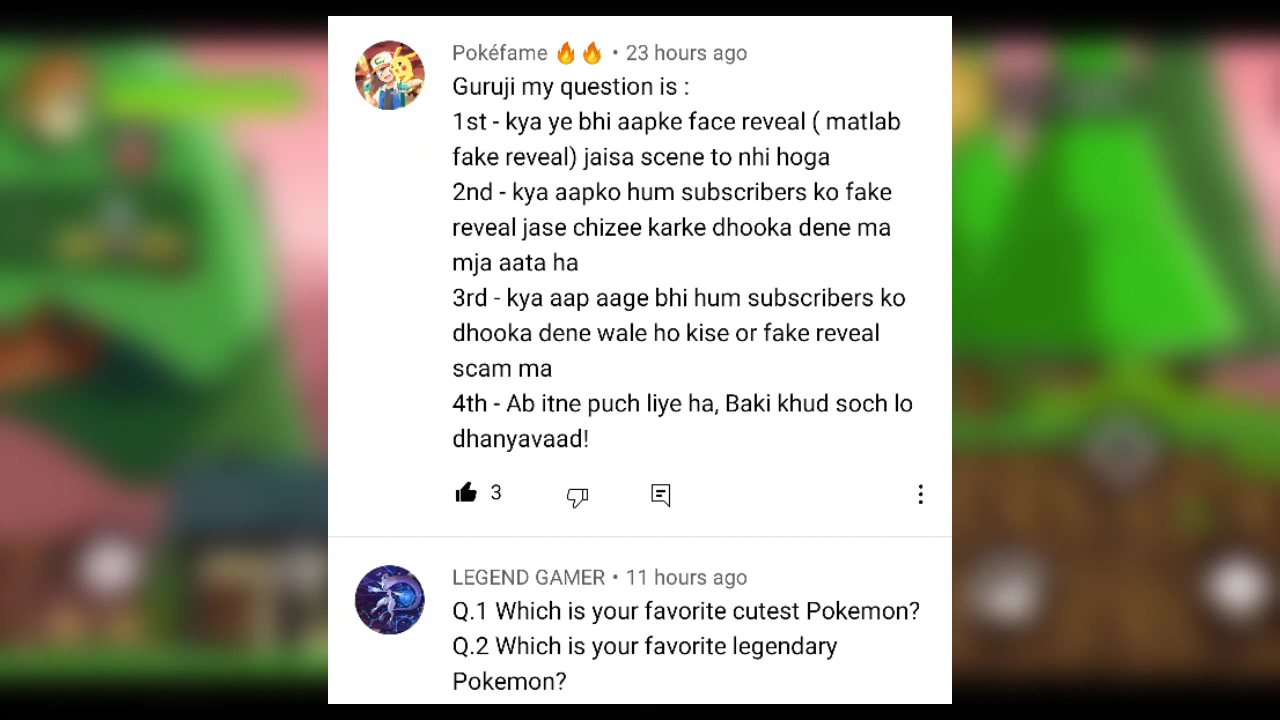 Pokéfame 🔥🔥 • 23 hours ago
Guruji my question is :
1st - kya ye bhi aapke face reveal ( matlab
fake reveal) jaisa scene to nhi hoga
2nd - kya aapko hum subscribers ko fake
reveal jase chizee karke dhooka dene ma
mja aata ha
3rd - kya aap aage bhi hum subscribers ko
dhooka dene wale ho kise or fake reveal
scam ma
4th - Ab itne puch liye ha, Baki khud soch lo
dhanyavaad!
3
LEGEND GAMER • 11 hours ago
Q.1 Which is your favorite cutest Pokemon?
Q.2 Which is your favorite legendary
Pokemon?